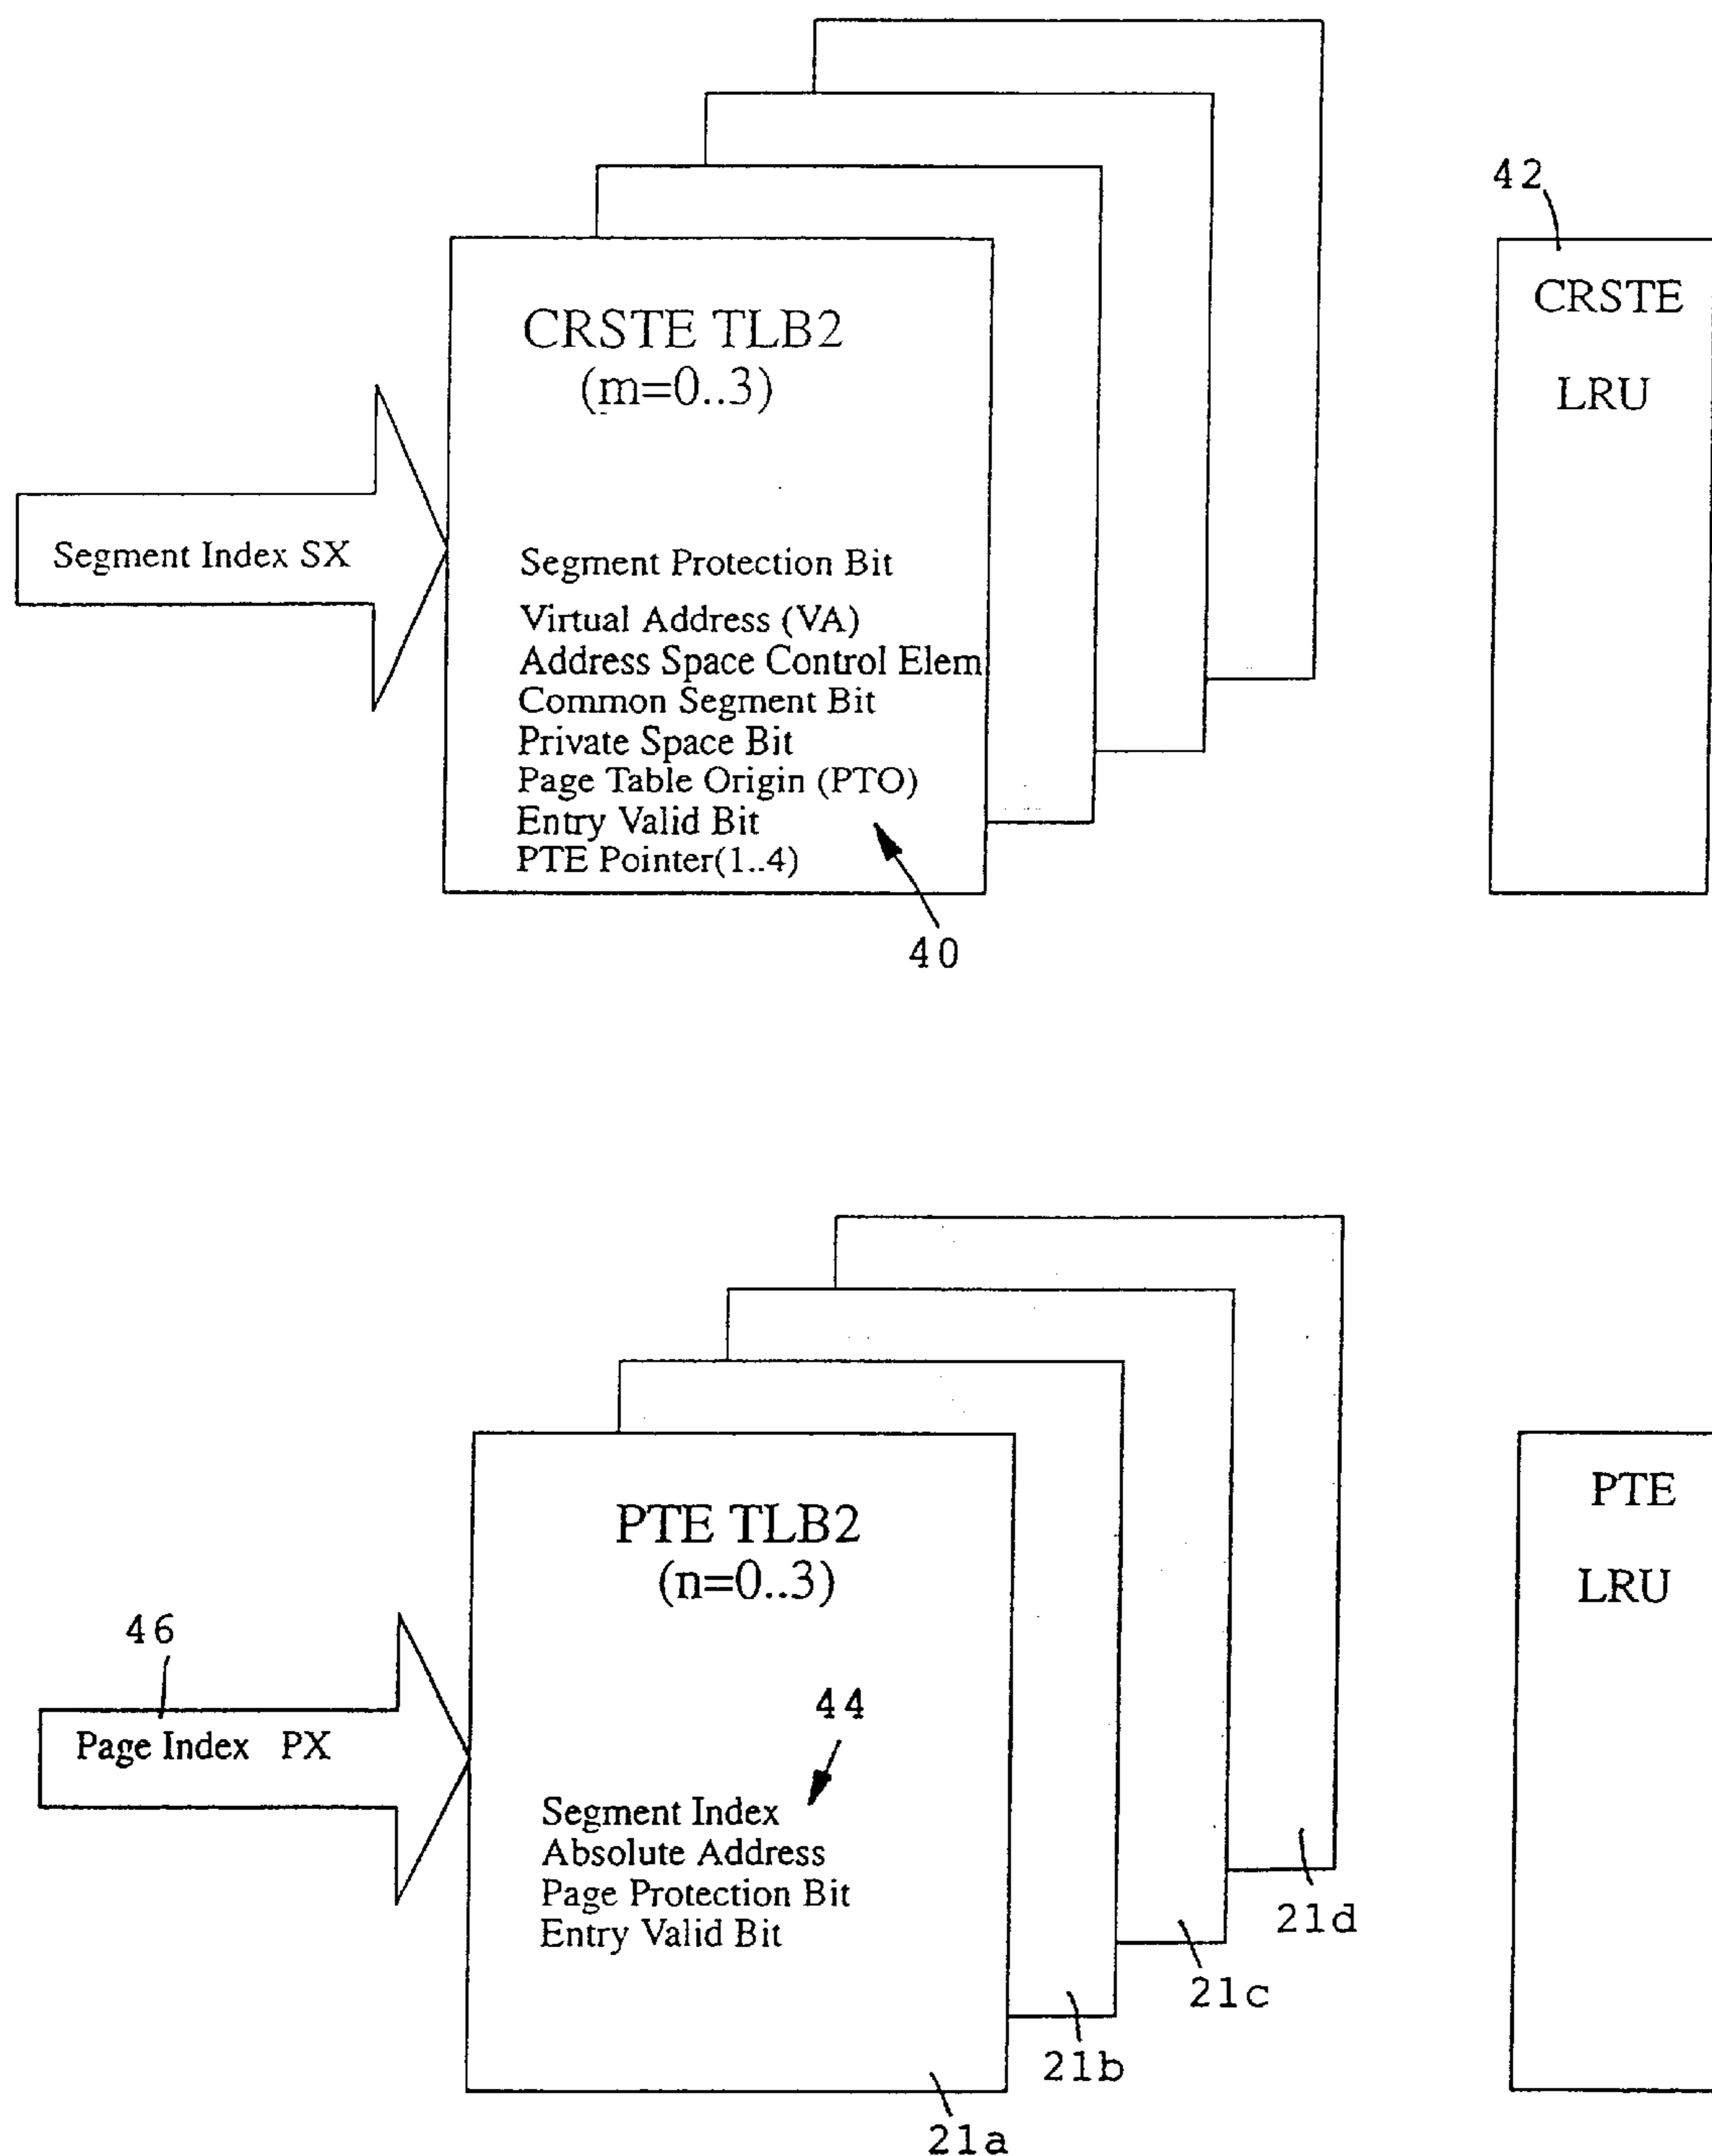 42
CRSTE
LRU
CRSTE TLB2
(m=0..3)
Segment Index SX
Segment Protection Bit
Virtual Address (VA)
Address Space Control Elem
Common Segment Bit
Private Space Bit
Page Table Origin (PTO)
Entry Valid Bit
PTE Pointer(1..4)
40
PTE TLB2
(n=0..3)
PTE
LRU
46
Page Index PX
44
Segment Index
Absolute Address
Page Protection Bit
Entry Valid Bit
21d
21c
21b
21a